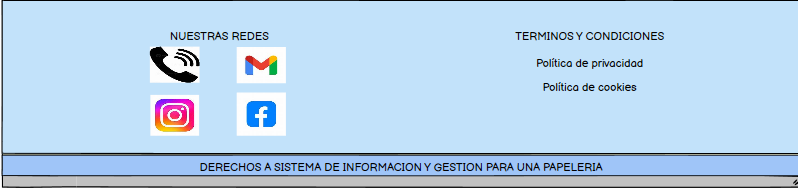 NUESTRAS REDES
TERMINOS Y CONDICIONES
Política de privacidad
Política de cookies
DERECHOS A SISTEMA DE INFORMACION Y GESTION PARA UNA PAPELERIA